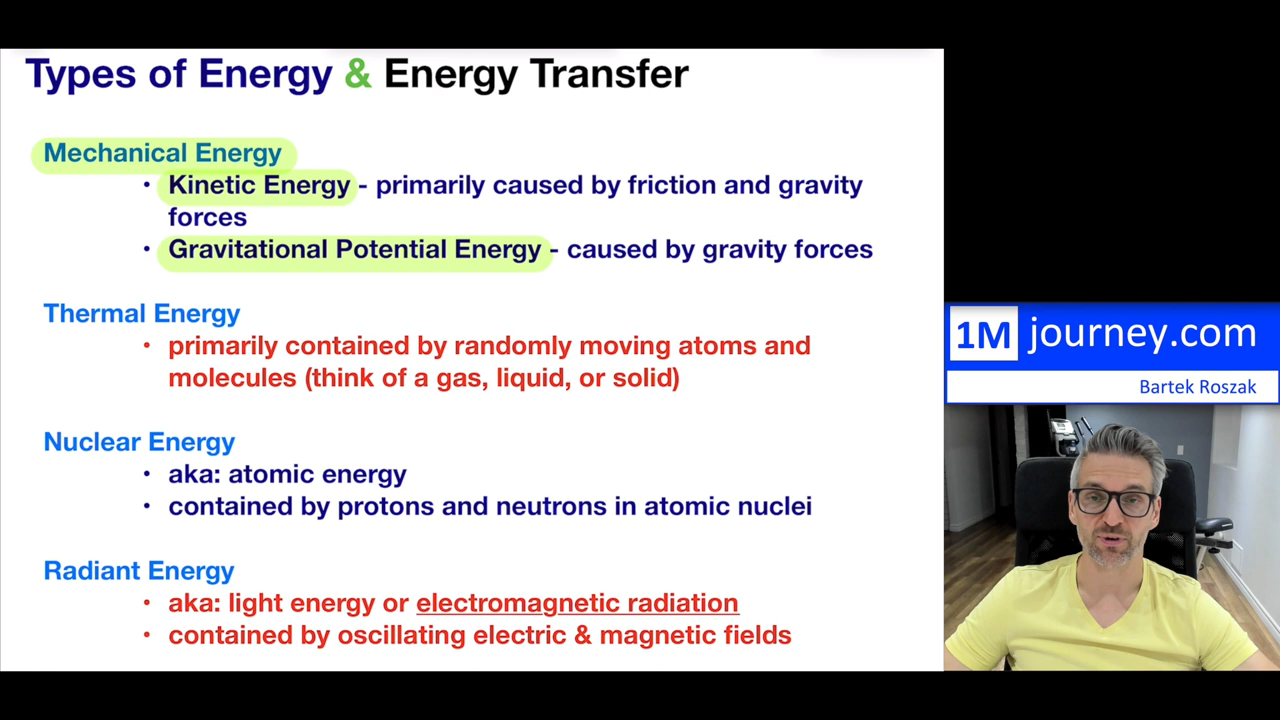 Types of Energy & Energy Transfer
Mechanical Energy
• Kinetic Energy - primarily caused by friction and gravity
forces
• Gravitational Potential Energy - caused by gravity forces
Thermal Energy
• primarily contained by randomly moving atoms and
molecules (think of a gas, liquid, or solid)
Nuclear Energy
• aka: atomic energy
• contained by protons and neutrons in atomic nuclei
Radiant Energy
• aka: light energy or electromagnetic radiation
• contained by oscillating electric & magnetic fields
1M journey.com
Bartek Roszak